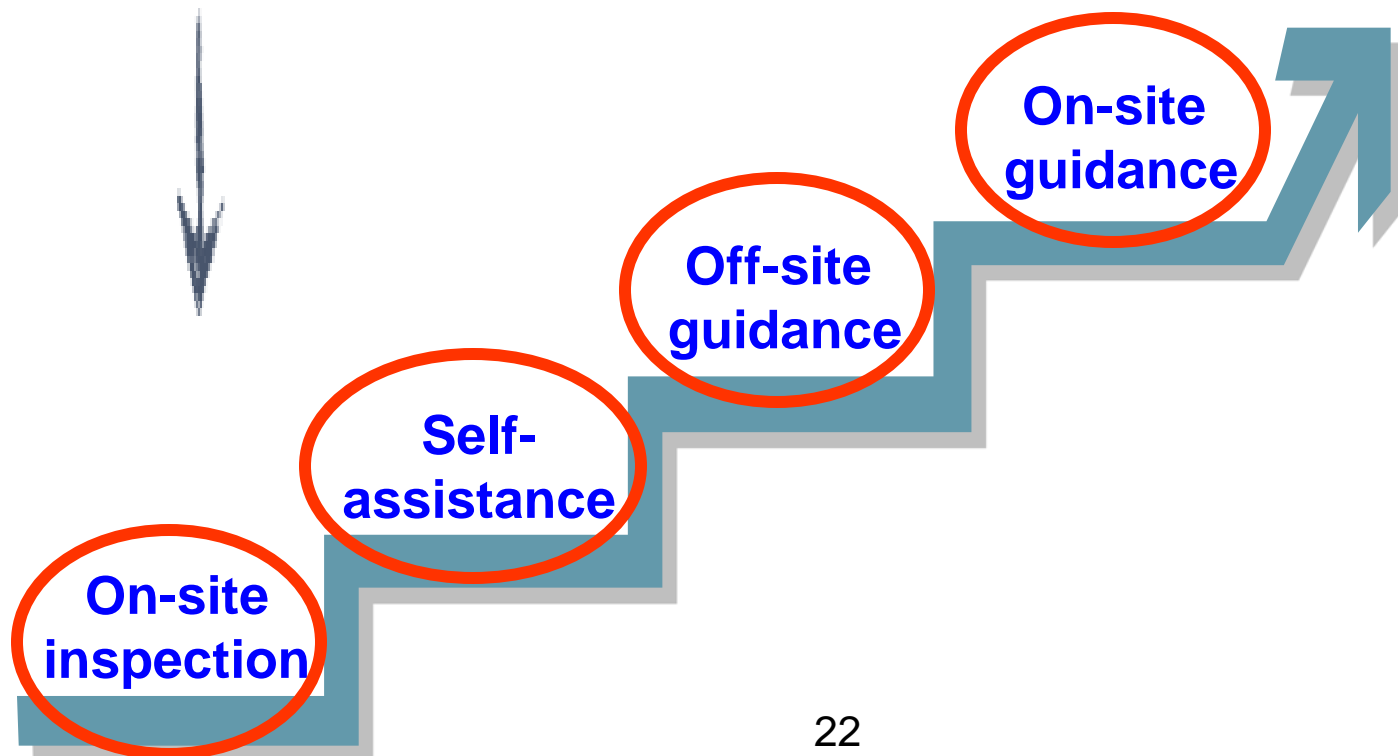 On-site
guidance
Off-site
guidance
Self-
assistance
On-site
inspection
22